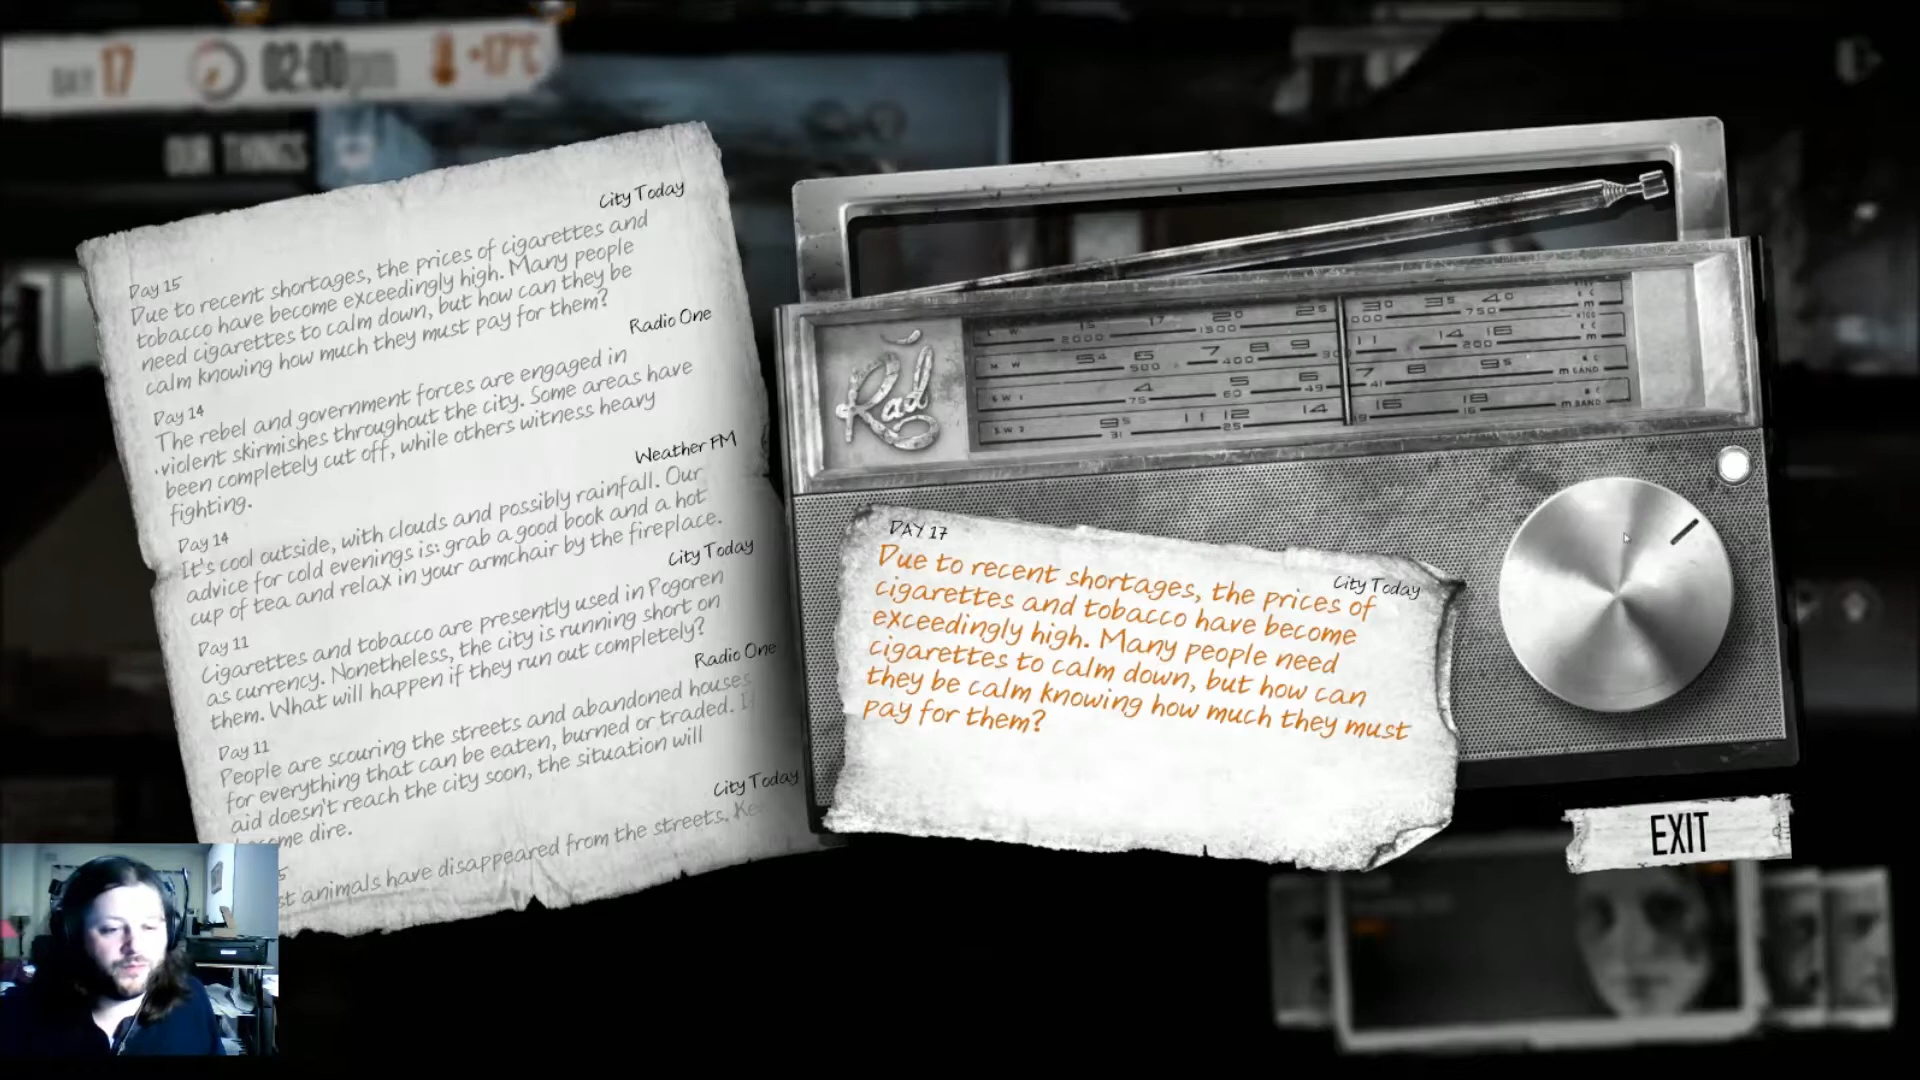 DAY 17 02:00pm +17°C
OUR THINGS
City Today
Day 15
Due to recent shortages, the prices of cigarettes and
tobacco have become exceedingly high. Many people
need cigarettes to calm down, but how can they be
calm knowing how much they must pay for them?
Radio One
Day 14
The rebel and government forces are engaged in
violent skirmishes throughout the city. Some areas have
been completely cut off, while others witness heavy
fighting.
Weather FM
Day 14
It's cool outside, with clouds and possibly rainfall. Our
advice for cold evenings is: grab a good book and a hot
cup of tea and relax in your armchair by the fireplace.
City Today
Day 11
Cigarettes and tobacco are presently used in Pogoren
as currency. Nonetheless, the city is running short on
them. What will happen if they run out completely?
Radio One
Day 11
People are scouring the streets and abandoned houses
for everything that can be eaten, burned or traded. If
aid doesn't reach the city soon, the situation will
dire.
City Today
animals have disappeared from the streets.
Rad
DAY 17
City Today
Due to recent shortages, the prices of
cigarettes and tobacco have become
exceedingly high. Many people need
cigarettes to calm down, but how can
they be calm knowing how much they must
pay for them?
EXIT